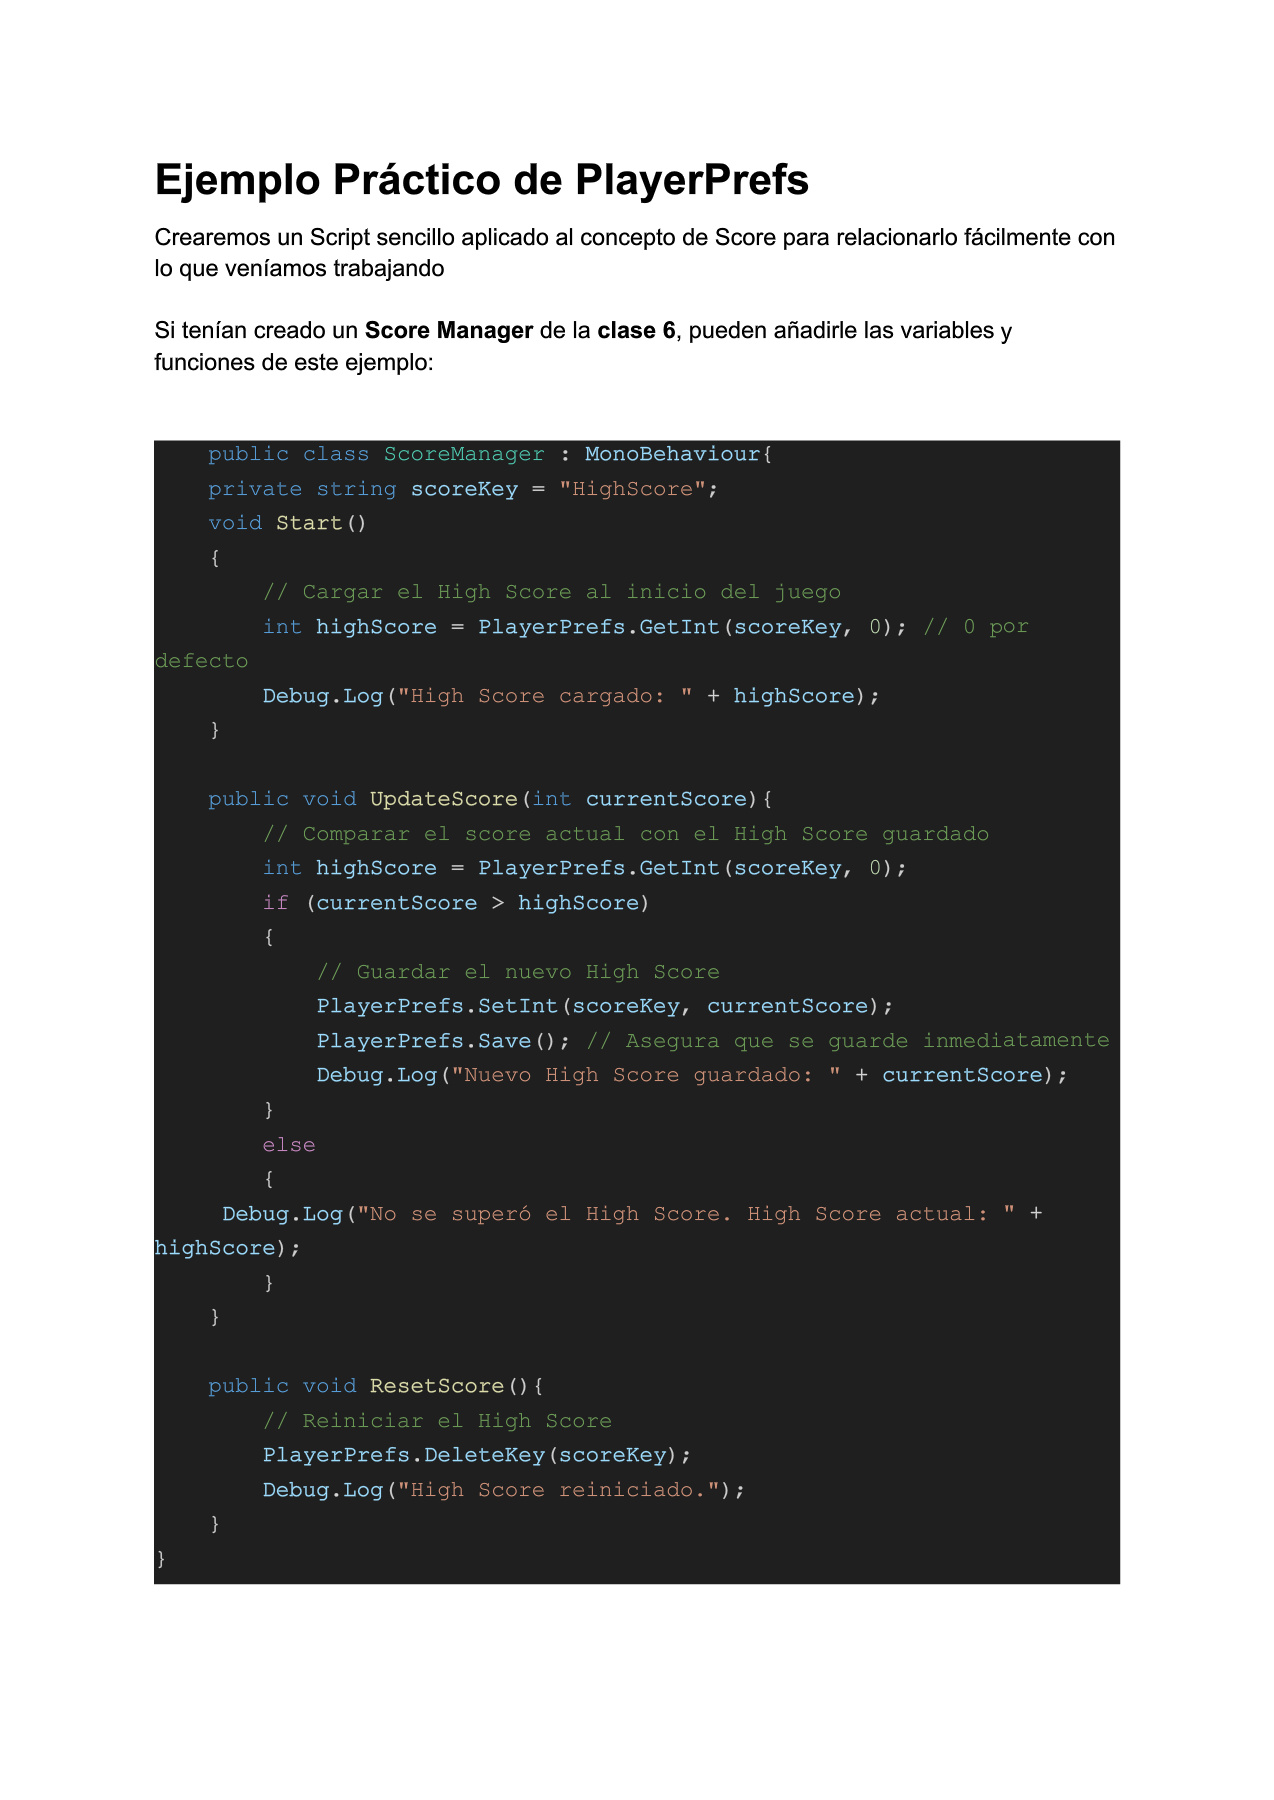 Ejemplo Práctico de PlayerPrefs
Crearemos un Script sencillo aplicado al concepto de Score para relacionarlo fácilmente con
lo que veníamos trabajando
Si tenían creado un Score Manager de la clase 6, pueden añadirle las variables y
funciones de este ejemplo:
public class ScoreManager : MonoBehaviour{
private string scoreKey = "HighScore";
void Start()
{
// Cargar el High Score al inicio del juego
int highScore = PlayerPrefs.GetInt(scoreKey, 0); // 0 por
defecto
Debug.Log("High Score cargado: " + highScore);
}
public void UpdateScore(int currentScore){
// Comparar el score actual con el High Score guardado
int highScore = PlayerPrefs.GetInt(scoreKey, 0);
if (currentScore > highScore)
{
// Guardar el nuevo High Score
PlayerPrefs.SetInt(scoreKey, currentScore);
PlayerPrefs.Save(); // Asegura que se guarde inmediatamente
Debug.Log("Nuevo High Score guardado: " + currentScore);
}
else
{
Debug.Log("No se superó el High Score. High Score actual: " +
highScore);
}
}
public void ResetScore(){
// Reiniciar el High Score
PlayerPrefs.DeleteKey(scoreKey);
Debug.Log("High Score reiniciado.");
}
}